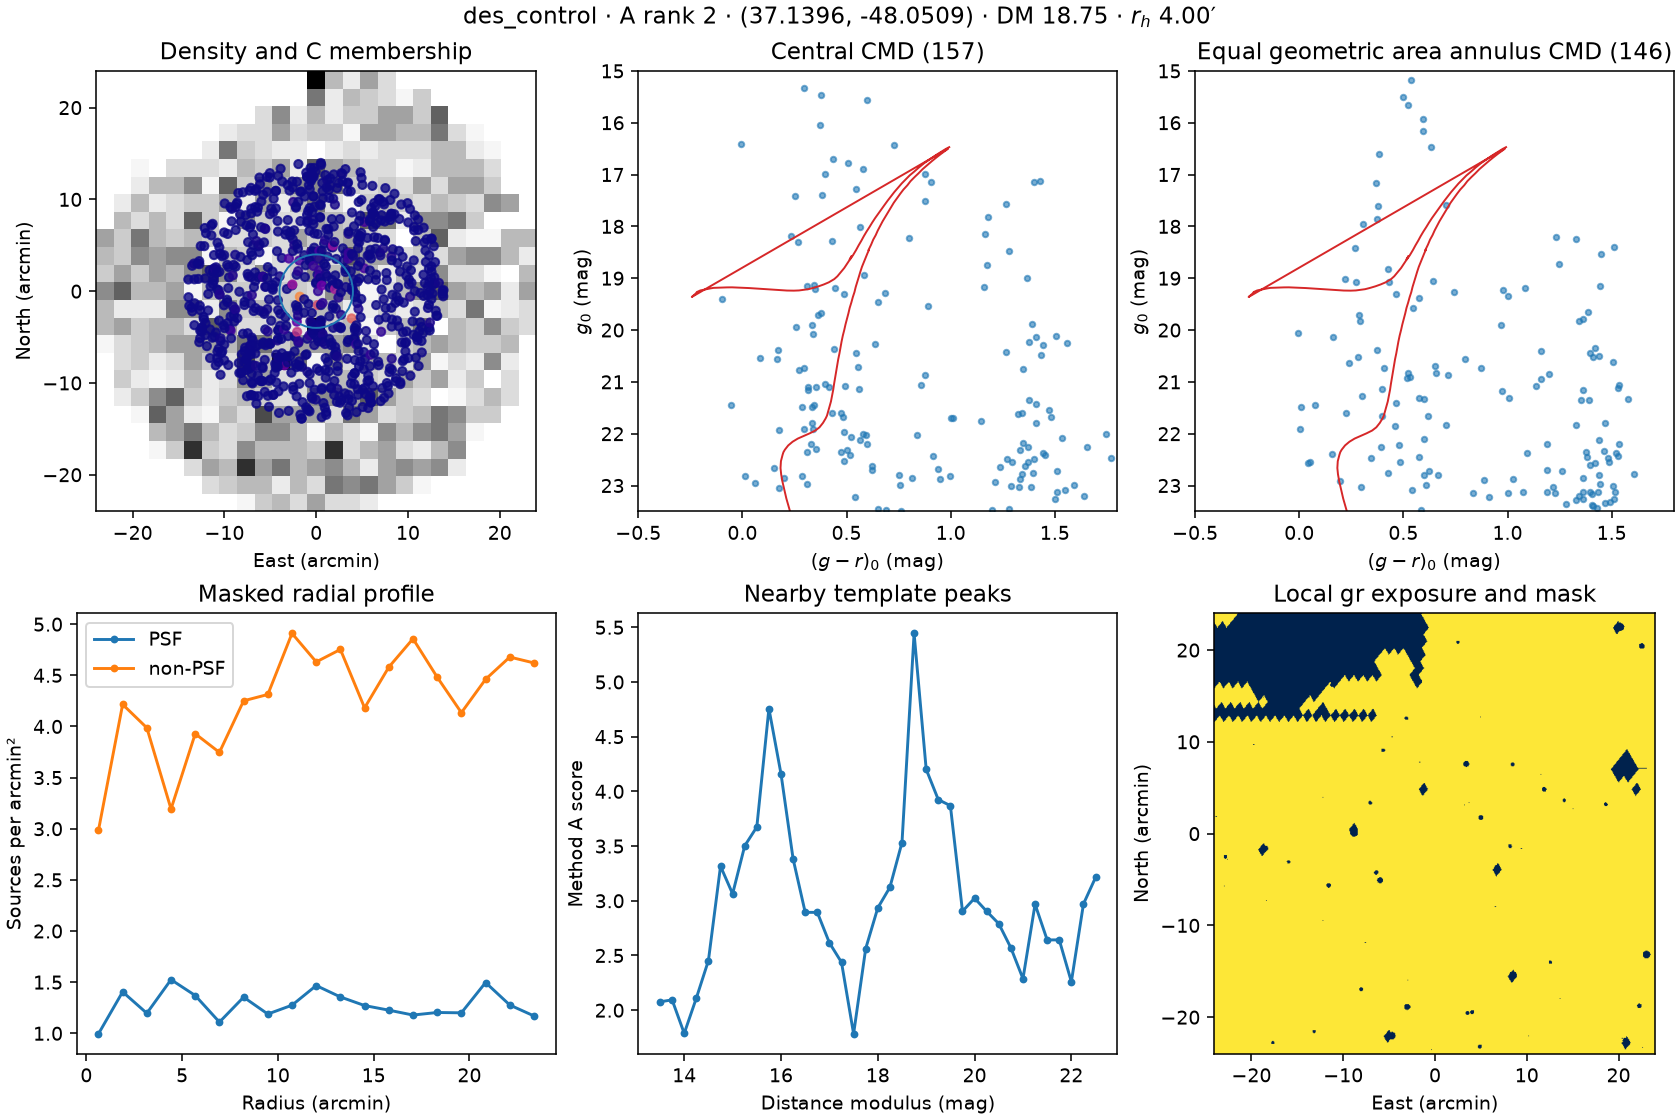 des_control · A rank 2 · (37.1396, -48.0509) · DM 18.75 · r_h 4.00′
Density and C membership
20
10
0
−10
−20
North (arcmin)
−20 −10 0 10 20
East (arcmin)
Central CMD (157)
15
16
17
18
19
20
21
22
23
g₀ (mag)
−0.5 0.0 0.5 1.0 1.5
(g − r)₀ (mag)
Equal geometric area annulus CMD (146)
15
16
17
18
19
20
21
22
23
g₀ (mag)
−0.5 0.0 0.5 1.0 1.5
(g − r)₀ (mag)
Masked radial profile
PSF
non-PSF
5.0
4.5
4.0
3.5
3.0
2.5
2.0
1.5
1.0
Sources per arcmin²
0 5 10 15 20
Radius (arcmin)
Nearby template peaks
5.5
5.0
4.5
4.0
3.5
3.0
2.5
2.0
Method A score
14 16 18 20 22
Distance modulus (mag)
Local gr exposure and mask
20
10
0
−10
−20
North (arcmin)
−20 −10 0 10 20
East (arcmin)